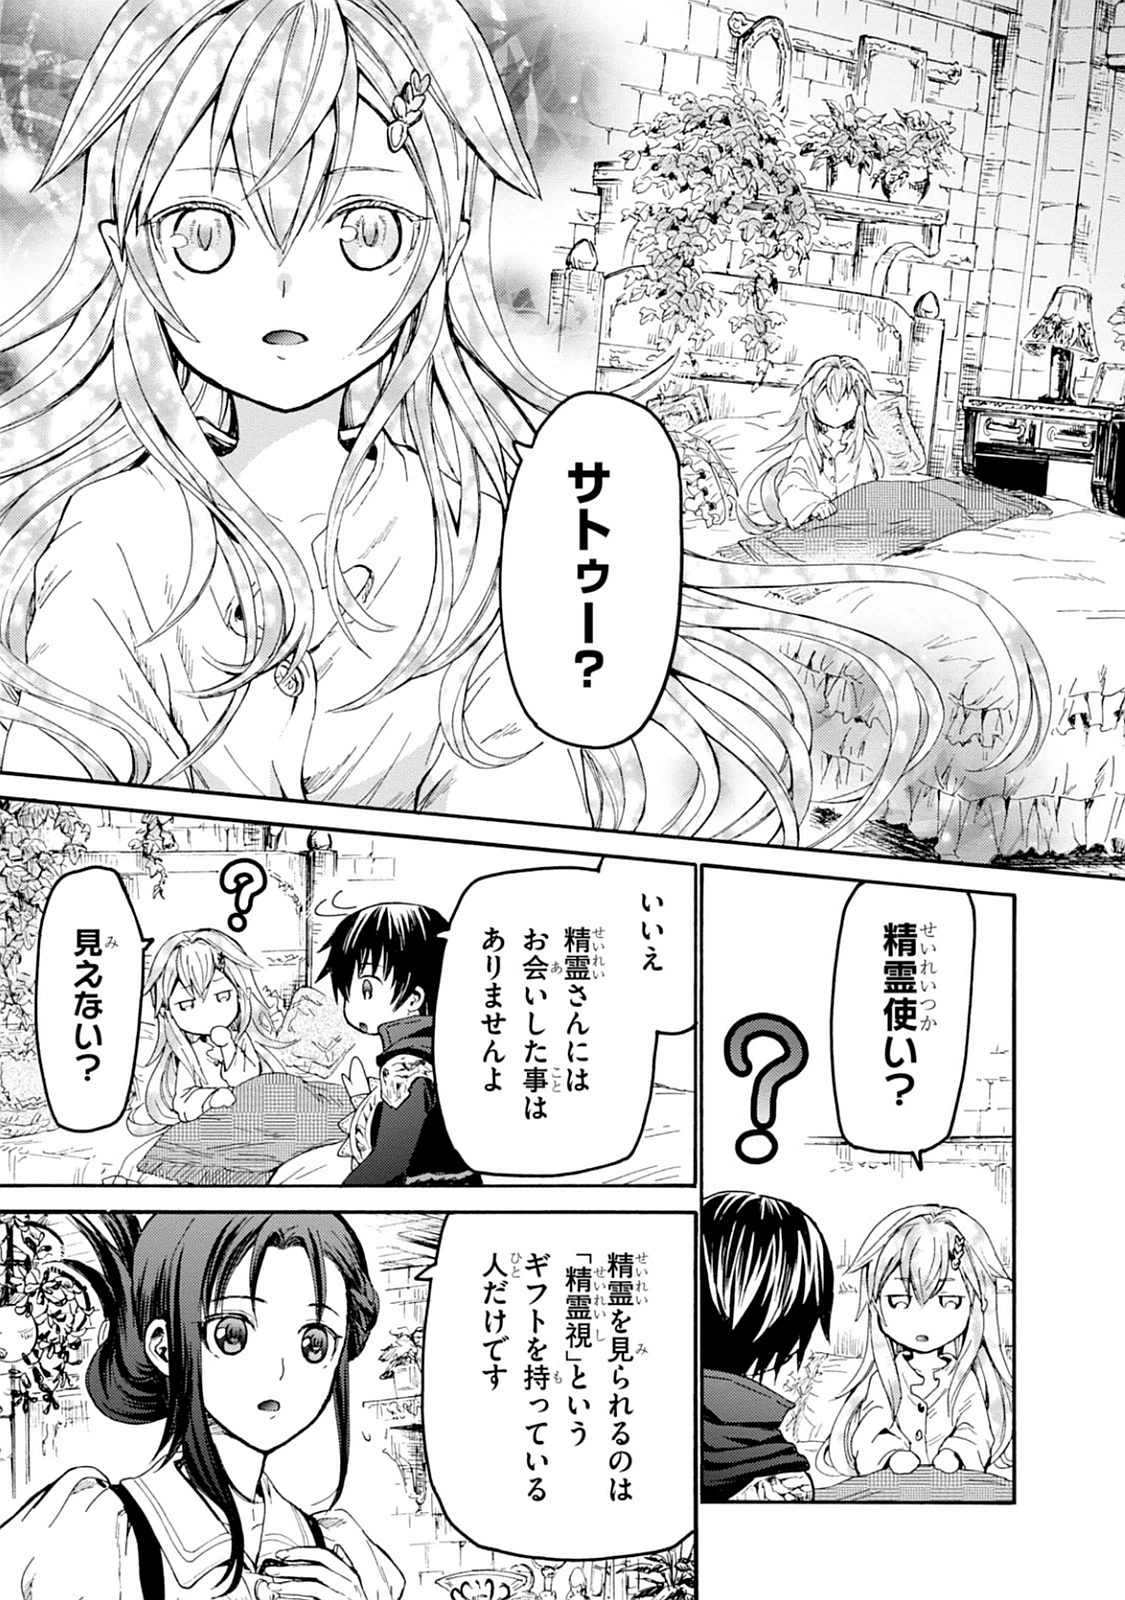 サトゥー?
精霊使い?
?
いいえ
精霊さんには
お会いした事は
ありませんよ
?
見えない?
精霊を見られるのは
「精霊視」という
ギフトを持っている
人だけです